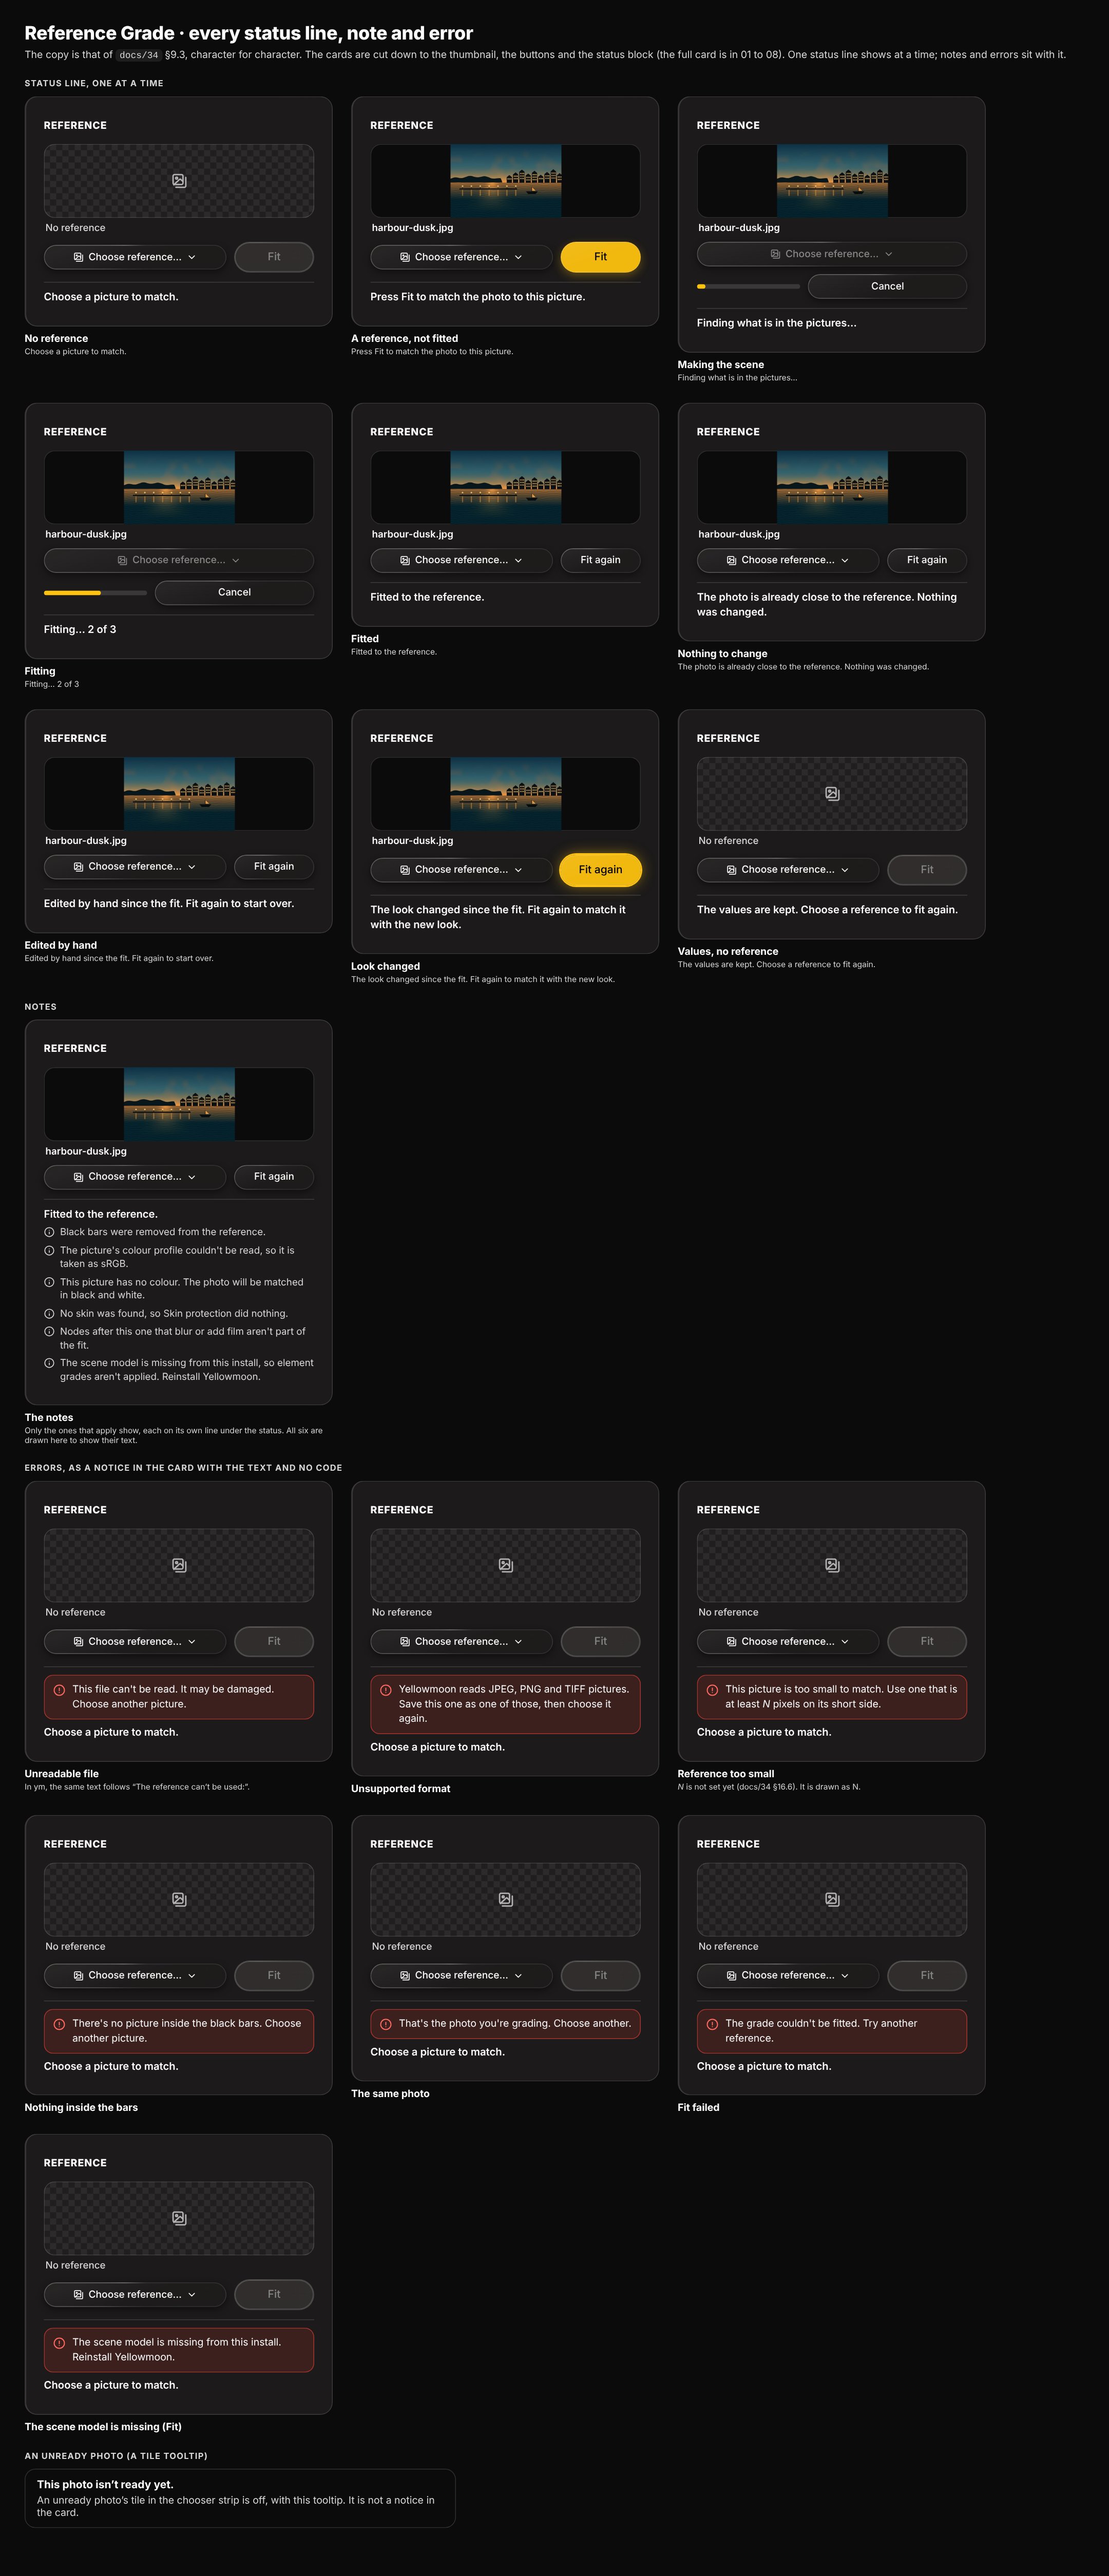 Reference Grade · every status line, note and error
The copy is that of docs/34 §9.3, character for character. The cards are cut down to the thumbnail, the buttons and the status block (the full card is in 01 to 08). One status line shows at a time; notes and errors sit with it.
STATUS LINE, ONE AT A TIME
REFERENCE
No reference
Choose reference...
Fit
Choose a picture to match.
No reference
Choose a picture to match.
REFERENCE
harbour-dusk.jpg
Choose reference...
Fit
Press Fit to match the photo to this picture.
A reference, not fitted
Press Fit to match the photo to this picture.
REFERENCE
harbour-dusk.jpg
Choose reference...
Cancel
Finding what is in the pictures...
Making the scene
Finding what is in the pictures...
REFERENCE
harbour-dusk.jpg
Choose reference...
Cancel
Fitting... 2 of 3
Fitting
Fitting... 2 of 3
REFERENCE
harbour-dusk.jpg
Choose reference...
Fit again
Fitted to the reference.
Fitted
Fitted to the reference.
REFERENCE
harbour-dusk.jpg
Choose reference...
Fit again
The photo is already close to the reference. Nothing
was changed.
Nothing to change
The photo is already close to the reference. Nothing was changed.
REFERENCE
harbour-dusk.jpg
Choose reference...
Fit again
Edited by hand since the fit. Fit again to start over.
Edited by hand
Edited by hand since the fit. Fit again to start over.
REFERENCE
harbour-dusk.jpg
Choose reference...
Fit again
The look changed since the fit. Fit again to match it
with the new look.
Look changed
The look changed since the fit. Fit again to match it with the new look.
REFERENCE
No reference
Choose reference...
Fit
The values are kept. Choose a reference to fit again.
Values, no reference
The values are kept. Choose a reference to fit again.
NOTES
REFERENCE
harbour-dusk.jpg
Choose reference...
Fit again
Fitted to the reference.
Black bars were removed from the reference.
The picture's colour profile couldn't be read, so it is
taken as sRGB.
This picture has no colour. The photo will be matched
in black and white.
No skin was found, so Skin protection did nothing.
Nodes after this one that blur or add film aren't part of
the fit.
The scene model is missing from this install, so element
grades aren't applied. Reinstall Yellowmoon.
The notes
Only the ones that apply show, each on its own line under the status. All six are
drawn here to show their text.
ERRORS, AS A NOTICE IN THE CARD WITH THE TEXT AND NO CODE
REFERENCE
No reference
Choose reference...
Fit
This file can't be read. It may be damaged.
Choose another picture.
Choose a picture to match.
Unreadable file
In ym, the same text follows “The reference can’t be used:”.
REFERENCE
No reference
Choose reference...
Fit
Yellowmoon reads JPEG, PNG and TIFF pictures.
Save this one as one of those, then choose it
again.
Choose a picture to match.
Unsupported format
REFERENCE
No reference
Choose reference...
Fit
This picture is too small to match. Use one that is
at least N pixels on its short side.
Choose a picture to match.
Reference too small
N is not set yet (docs/34 §16.6). It is drawn as N.
REFERENCE
No reference
Choose reference...
Fit
There's no picture inside the black bars. Choose
another picture.
Choose a picture to match.
Nothing inside the bars
REFERENCE
No reference
Choose reference...
Fit
That's the photo you're grading. Choose another.
Choose a picture to match.
The same photo
REFERENCE
No reference
Choose reference...
Fit
The grade couldn't be fitted. Try another
reference.
Choose a picture to match.
Fit failed
REFERENCE
No reference
Choose reference...
Fit
The scene model is missing from this install.
Reinstall Yellowmoon.
Choose a picture to match.
The scene model is missing (Fit)
AN UNREADY PHOTO (A TILE TOOLTIP)
This photo isn’t ready yet.
An unready photo’s tile in the chooser strip is off, with this tooltip. It is not a notice in
the card.